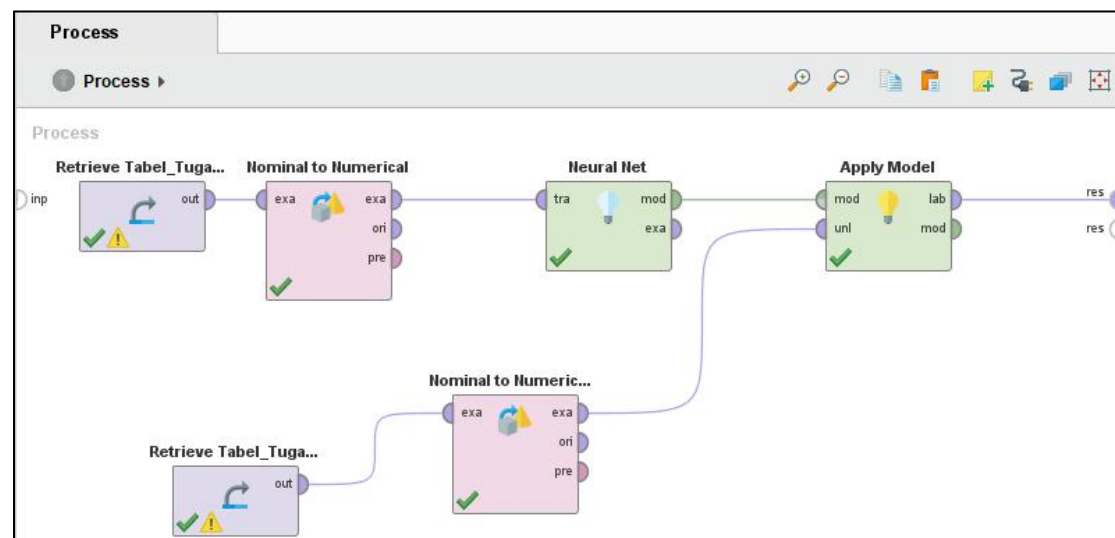 Process
Process
Process
Retrieve Tabel_Tuga...
Nominal to Numerical
Neural Net
Apply Model
inp
out
exa
exa
ori
pre
tra
mod
exa
mod
lab
unl
mod
res
res
Nominal to Numeric...
exa
exa
ori
pre
Retrieve Tabel_Tuga...
out